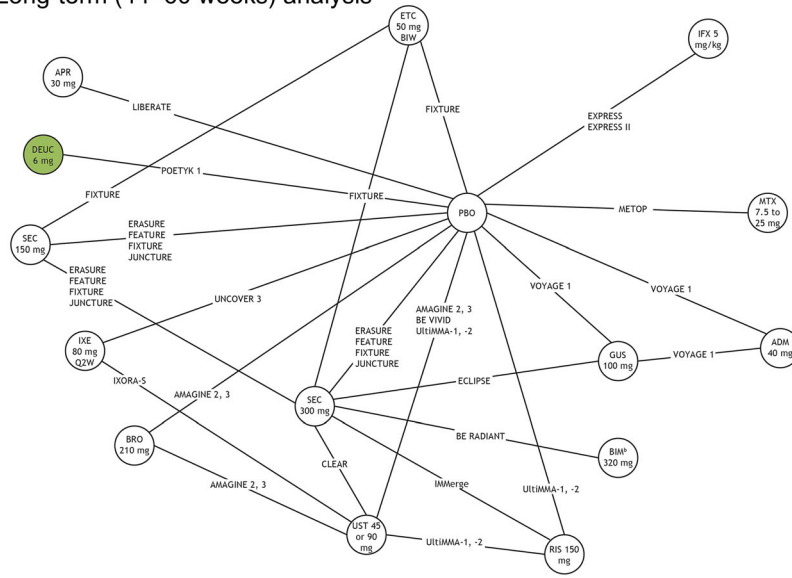 Long-term (44–60 weeks) analysis
ETC
50 mg
BIW
IFX 5
mg/kg
APR
30 mg
LIBERATE
FIXTURE
EXPRESS
EXPRESS II
DEUC
6 mg
POETYK 1
FIXTURE
FIXTURE
PBO
METOP
MTX
7.5 to
25 mg
SEC
150 mg
ERASURE
FEATURE
FIXTURE
JUNCTURE
ERASURE
FEATURE
FIXTURE
JUNCTURE
UNCOVER 3
AMAGINE 2, 3
BE VIVID
UltiMMA-1, -2
VOYAGE 1
VOYAGE 1
IXE
80 mg
Q2W
ERASURE
FEATURE
FIXTURE
JUNCTURE
GUS
100 mg
VOYAGE 1
ADM
40 mg
IXORA-S
AMAGINE 2, 3
ECLIPSE
SEC
300 mg
BRO
210 mg
BE RADIANT
BIMᵇ
320 mg
CLEAR
AMAGINE 2, 3
IMMerge
UltiMMA-1, -2
UST 45
or 90
mg
UltiMMA-1, -2
RIS 150
mg